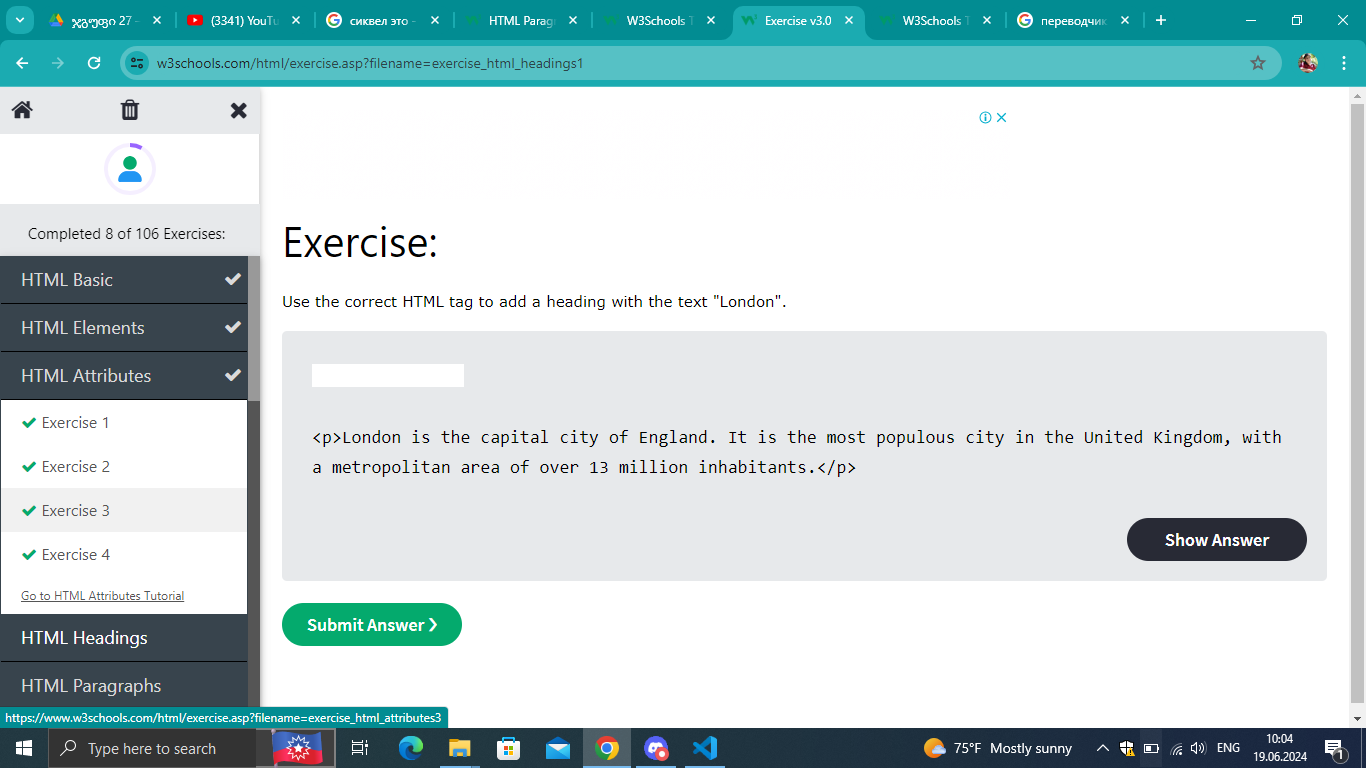 ჯგუფი 27 -
(3341) YouTu
сиквел это -
HTML Paragr
W3Schools T
Exercise v3.0
W3Schools T
переводчик
w3schools.com/html/exercise.asp?filename=exercise_html_headings1
Completed 8 of 106 Exercises:
HTML Basic
HTML Elements
HTML Attributes
Exercise 1
Exercise 2
Exercise 3
Exercise 4
Go to HTML Attributes Tutorial
HTML Headings
HTML Paragraphs
https://www.w3schools.com/html/exercise.asp?filename=exercise_html_attributes3
Exercise:
Use the correct HTML tag to add a heading with the text "London".
<p>London is the capital city of England. It is the most populous city in the United Kingdom, with
a metropolitan area of over 13 million inhabitants.</p>
Show Answer
Submit Answer ❯
Type here to search
75°F Mostly sunny
ENG
10:04
19.06.2024
1